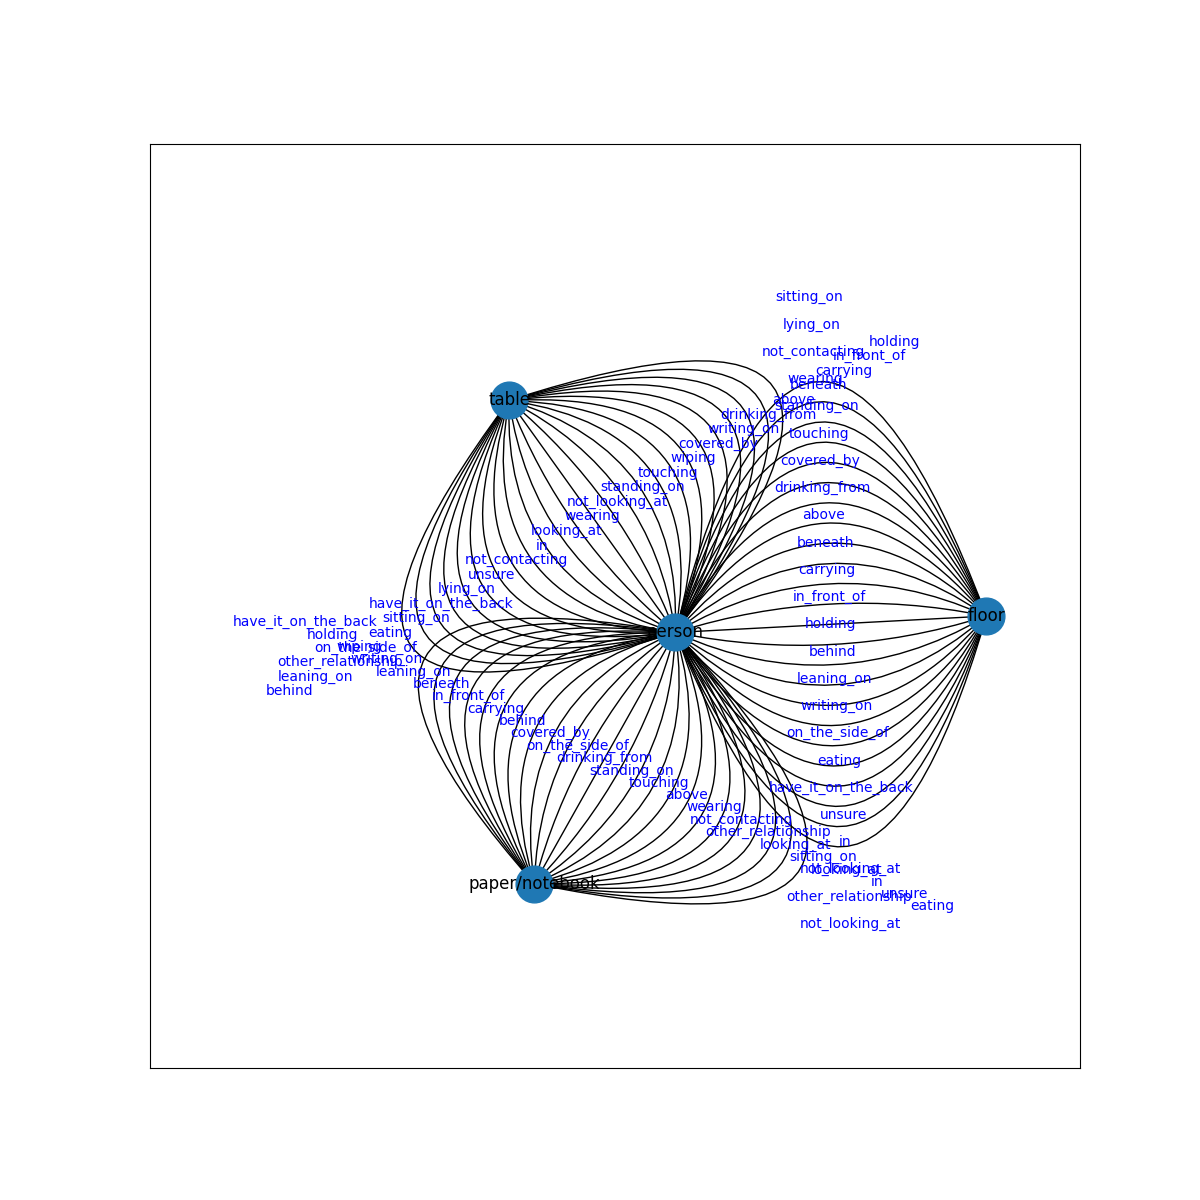 sitting_on
lying_on
holding
not_contacting
in_front_of
carrying
wearing
beneath
table
above
standing_on
drinking_from
writing_on
touching
covered_by
wiping
covered_by
touching
standing_on
drinking_from
not_looking_at
above
wearing
looking_at
beneath
in
not_contacting
carrying
unsure
lying_on
in_front_of
have_it_on_the_back
floor
sitting_on
have_it_on_the_back
holding
person
eating
holding
on_the_side_of
wiping
behind
writing_on
other_relationship
leaning_on
leaning_on
leaning_on
beneath
behind
in_front_of
writing_on
carrying
behind
covered_by
on_the_side_of
on_the_side_of
drinking_from
eating
standing_on
touching
have_it_on_the_back
above
wearing
unsure
not_contacting
other_relationship
in
looking_at
sitting_on
not_looking_at
looking_at
in
paper/notebook
unsure
other_relationship
eating
not_looking_at